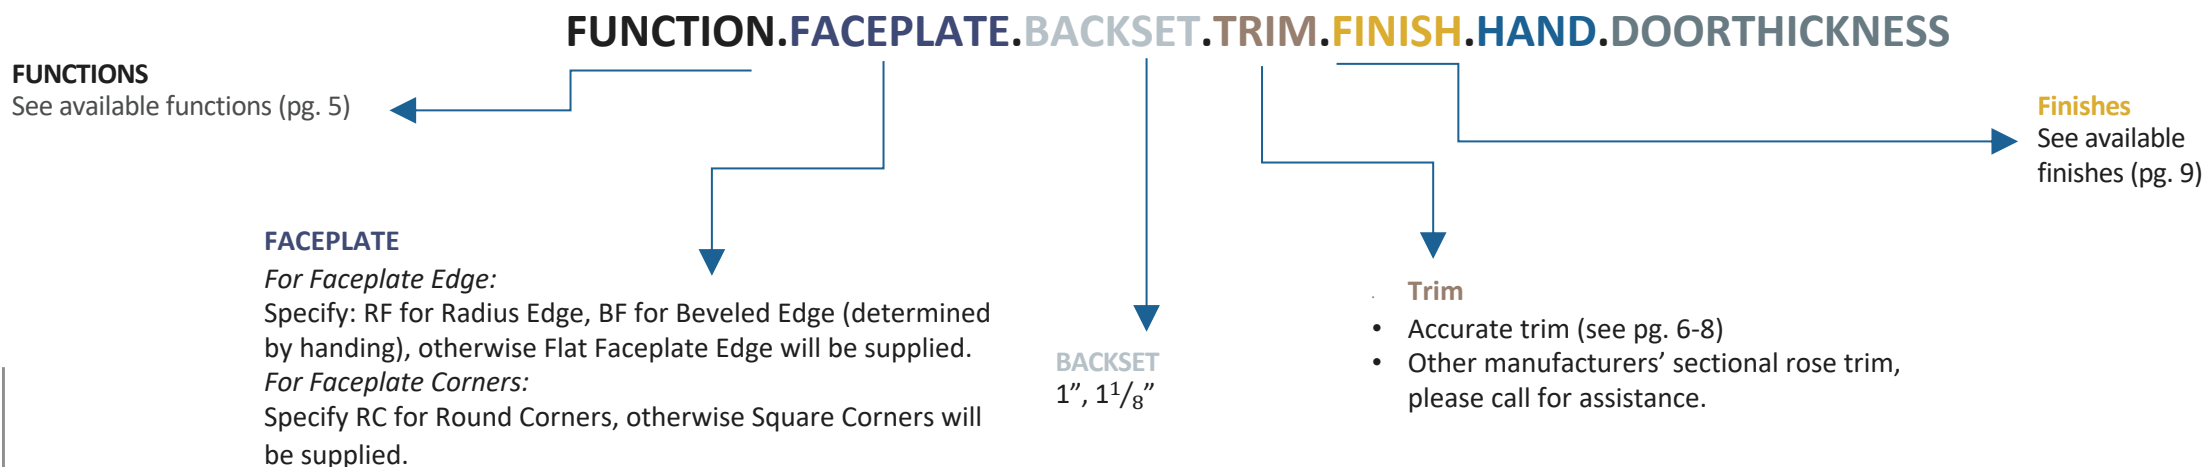 FUNCTION.FACEPLATE.BACKSET.TRIM.FINISH.HAND.DOORTHICKNESS
FUNCTIONS
See available functions (pg. 5)
Finishes
See available
finishes (pg. 9)
FACEPLATE
For Faceplate Edge:
Specify: RF for Radius Edge, BF for Beveled Edge (determined
by handing), otherwise Flat Faceplate Edge will be supplied.
For Faceplate Corners:
Specify RC for Round Corners, otherwise Square Corners will
be supplied.
BACKSET
1”, 1 1/8”
Trim
• Accurate trim (see pg. 6-8)
• Other manufacturers’ sectional rose trim,
please call for assistance.